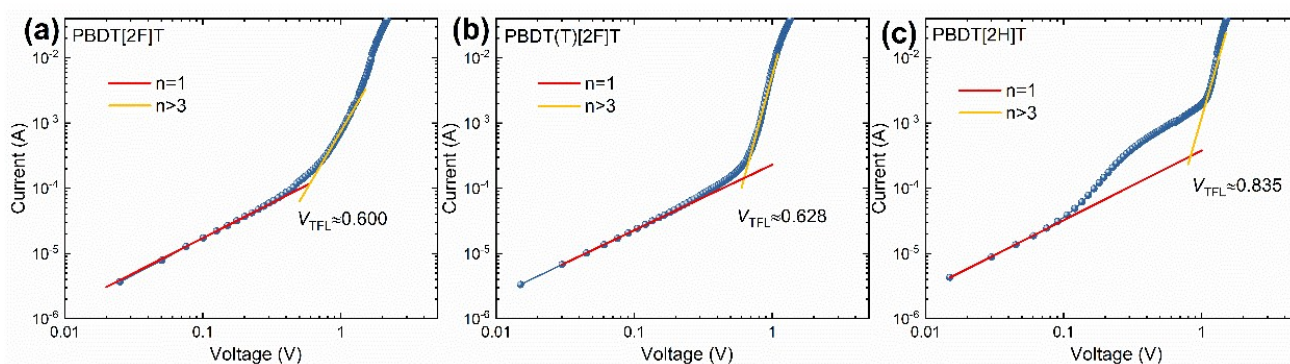 (a)
PBDT[2F]T
n=1
n>3
V_TFL≈0.600
Current (A)
10⁻²
10⁻³
10⁻⁴
10⁻⁵
10⁻⁶
0.01
0.1
1
Voltage (V)
(b)
PBDT(T)[2F]T
n=1
n>3
V_TFL≈0.628
Current (A)
10⁻²
10⁻³
10⁻⁴
10⁻⁵
10⁻⁶
0.01
0.1
1
Voltage (V)
(c)
PBDT[2H]T
n=1
n>3
V_TFL≈0.835
Current (A)
10⁻²
10⁻³
10⁻⁴
10⁻⁵
10⁻⁶
0.01
0.1
1
Voltage (V)